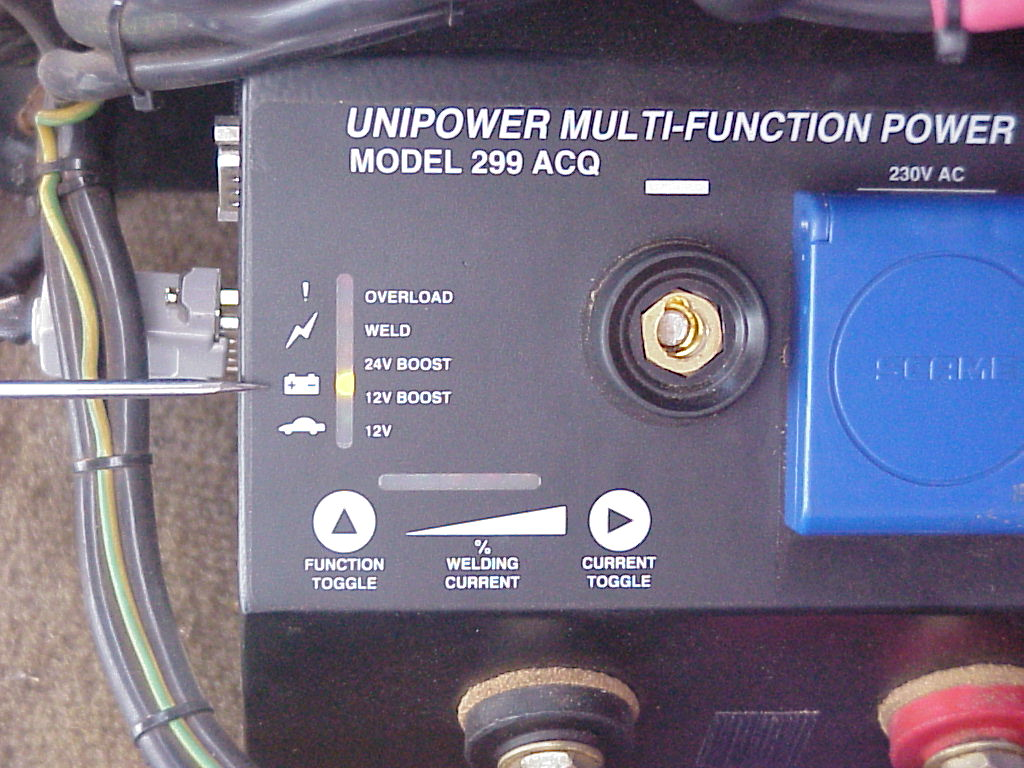 UNIPOWER MULTI-FUNCTION POWER
MODEL 299 ACQ
230V AC
OVERLOAD
WELD
24V BOOST
12V BOOST
12V
FUNCTION
TOGGLE
%
WELDING
CURRENT
CURRENT
TOGGLE